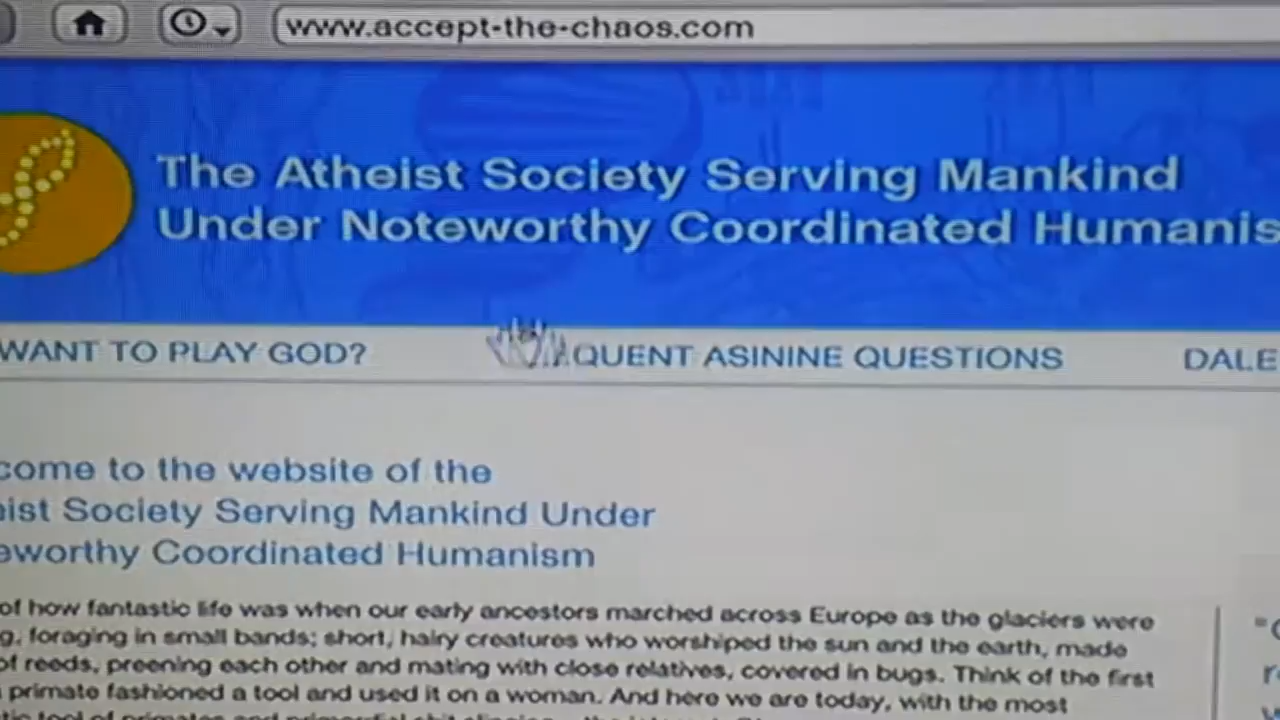 www.accept-the-chaos.com
The Atheist Society Serving Mankind
Under Noteworthy Coordinated Humanis
WANT TO PLAY GOD?
QUENT ASININE QUESTIONS
DALE
come to the website of the
ist Society Serving Mankind Under
eworthy Coordinated Humanism
of how fantastic life was when our early ancestors marched across Europe as the glaciers were
g, foraging in small bands; short, hairy creatures who worshiped the sun and the earth, made
of reeds, preening each other and mating with close relatives, covered in bugs. Think of the first
primate fashioned a tool and used it on a woman. And here we are today, with the most